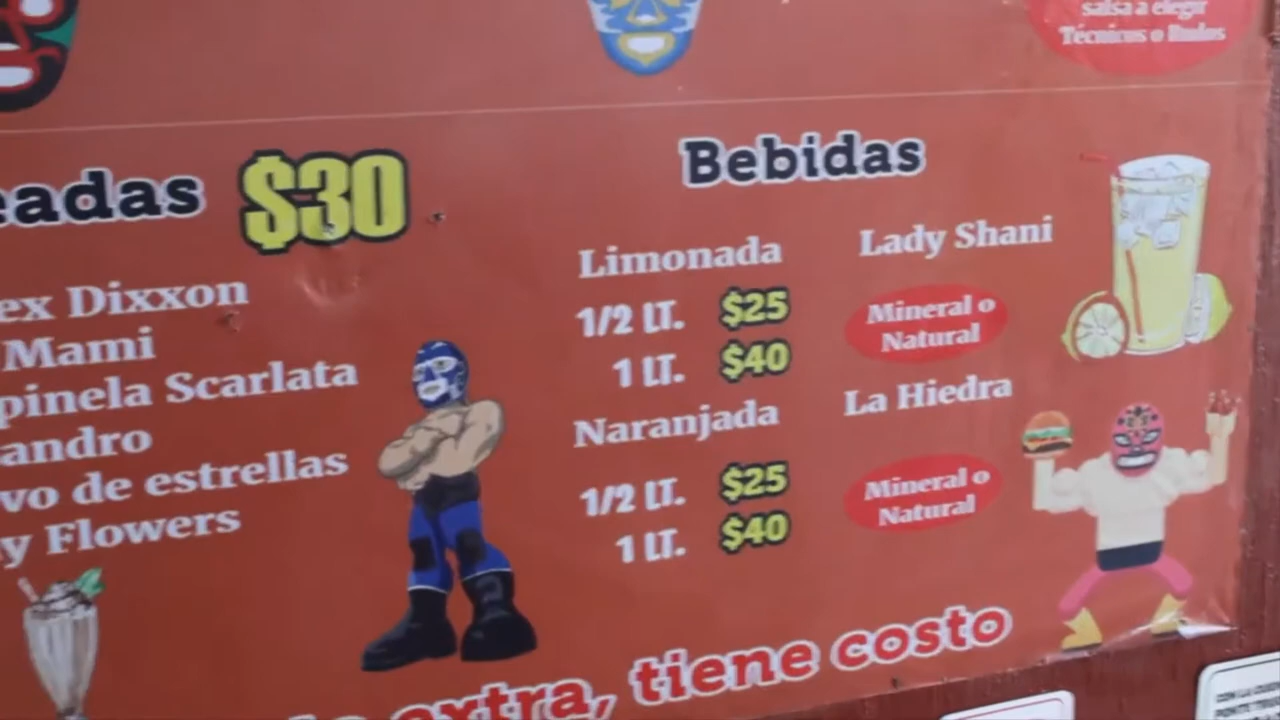 salsa a elegir
Técnicos o Rudos
eadas $30
ex Dixxon
Mami
pinela Scarlata
andro
vo de estrellas
y Flowers
Bebidas
Limonada Lady Shani
1/2 LT. $25
1 LT. $40
Mineral o
Natural
Naranjada La Hiedra
1/2 LT. $25
1 LT. $40
Mineral o
Natural
extra, tiene costo